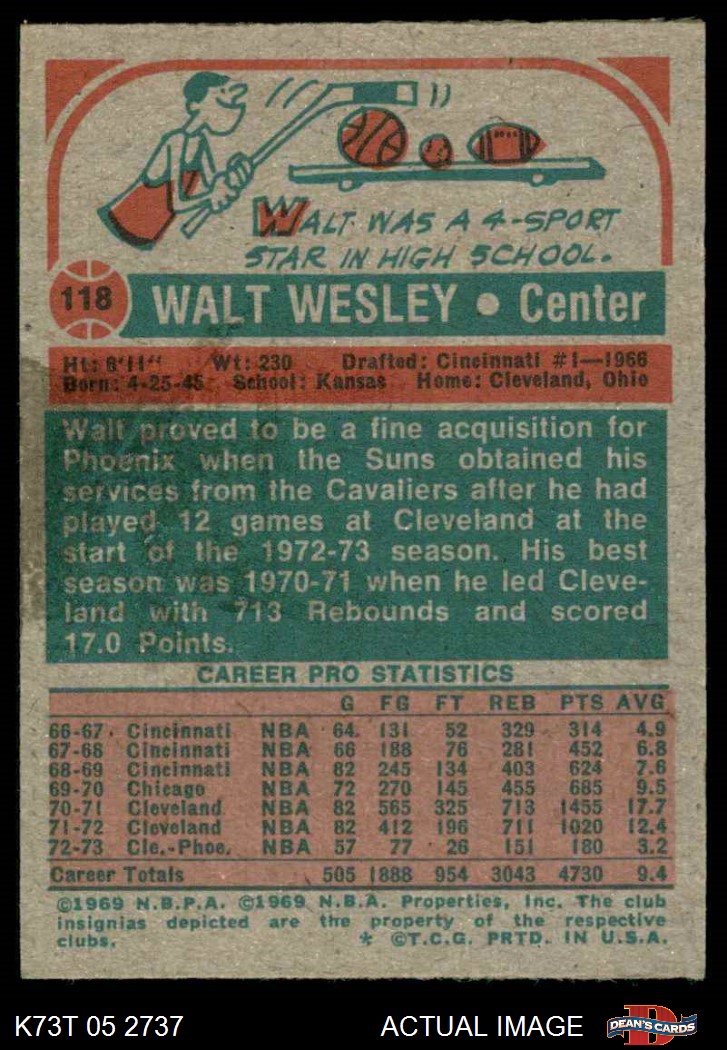 WALT WAS A 4-SPORT
STAR IN HIGH SCHOOL.
118 WALT WESLEY • Center
Ht: 6'11" Wt: 230 Drafted: Cincinnati #1—1966
Born: 4-25-45 School: Kansas Home: Cleveland, Ohio
Walt proved to be a fine acquisition for
Phoenix when the Suns obtained his
services from the Cavaliers after he had
played 12 games at Cleveland at the
start of the 1972-73 season. His best
season was 1970-71 when he led Cleve-
land with 713 Rebounds and scored
17.0 Points.
CAREER PRO STATISTICS
G FG FT REB PTS AVG
66-67 Cincinnati NBA 64 131 52 329 314 4.9
67-68 Cincinnati NBA 66 188 76 281 452 6.8
68-69 Cincinnati NBA 82 245 134 403 624 7.6
69-70 Chicago NBA 72 270 145 455 685 9.5
70-71 Cleveland NBA 82 565 325 713 1455 17.7
71-72 Cleveland NBA 82 412 196 711 1020 12.4
72-73 Cle.-Phoe. NBA 57 77 26 151 180 3.2
Career Totals 505 1888 954 3043 4730 9.4
©1969 N.B.P.A. ©1969 N.B.A. Properties, Inc. The club
insignias depicted are the property of the respective
clubs. * ©T.C.G. PRTD. IN U.S.A.
K73T 05 2737 ACTUAL IMAGE D DEAN'S CARDS